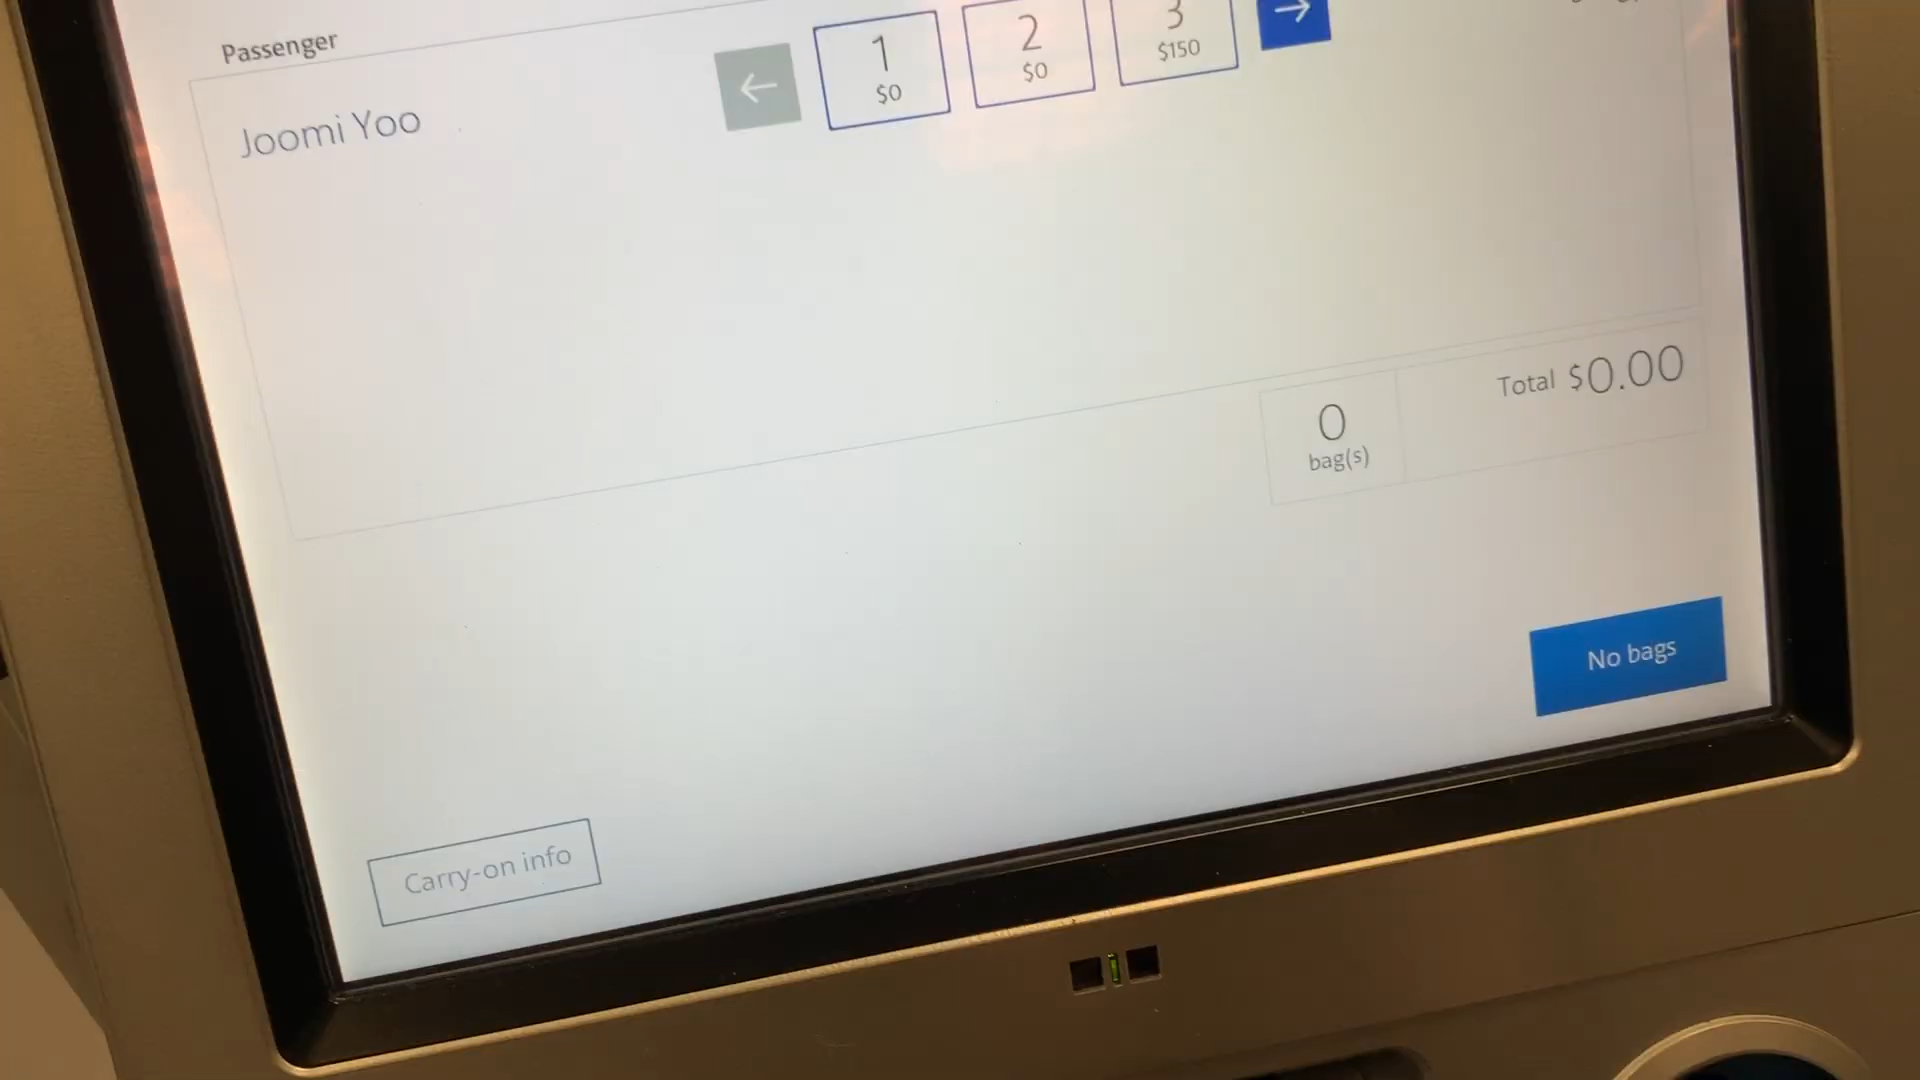 Passenger
Joomi Yoo
←
1
$0
2
$0
3
$150
→
0
bag(s)
Total $0.00
No bags
Carry-on info